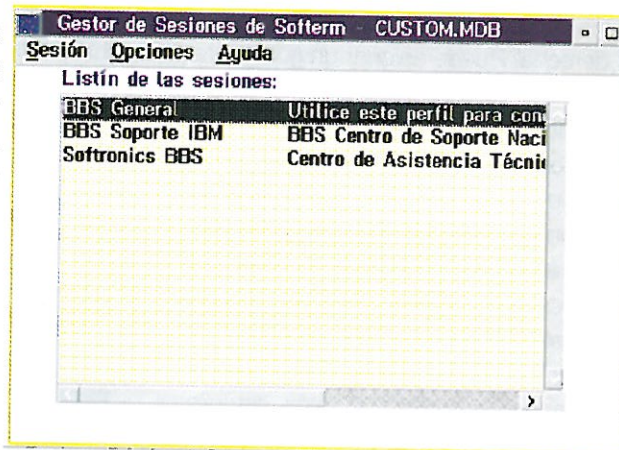 Gestor de Sesiones de Softerm - CUSTOM.MDB
Sesión Opciones Ayuda
Listín de las sesiones:
BBS General Utilice este perfil para con
BBS Soporte IBM BBS Centro de Soporte Naci
Softronics BBS Centro de Asistencia Técni